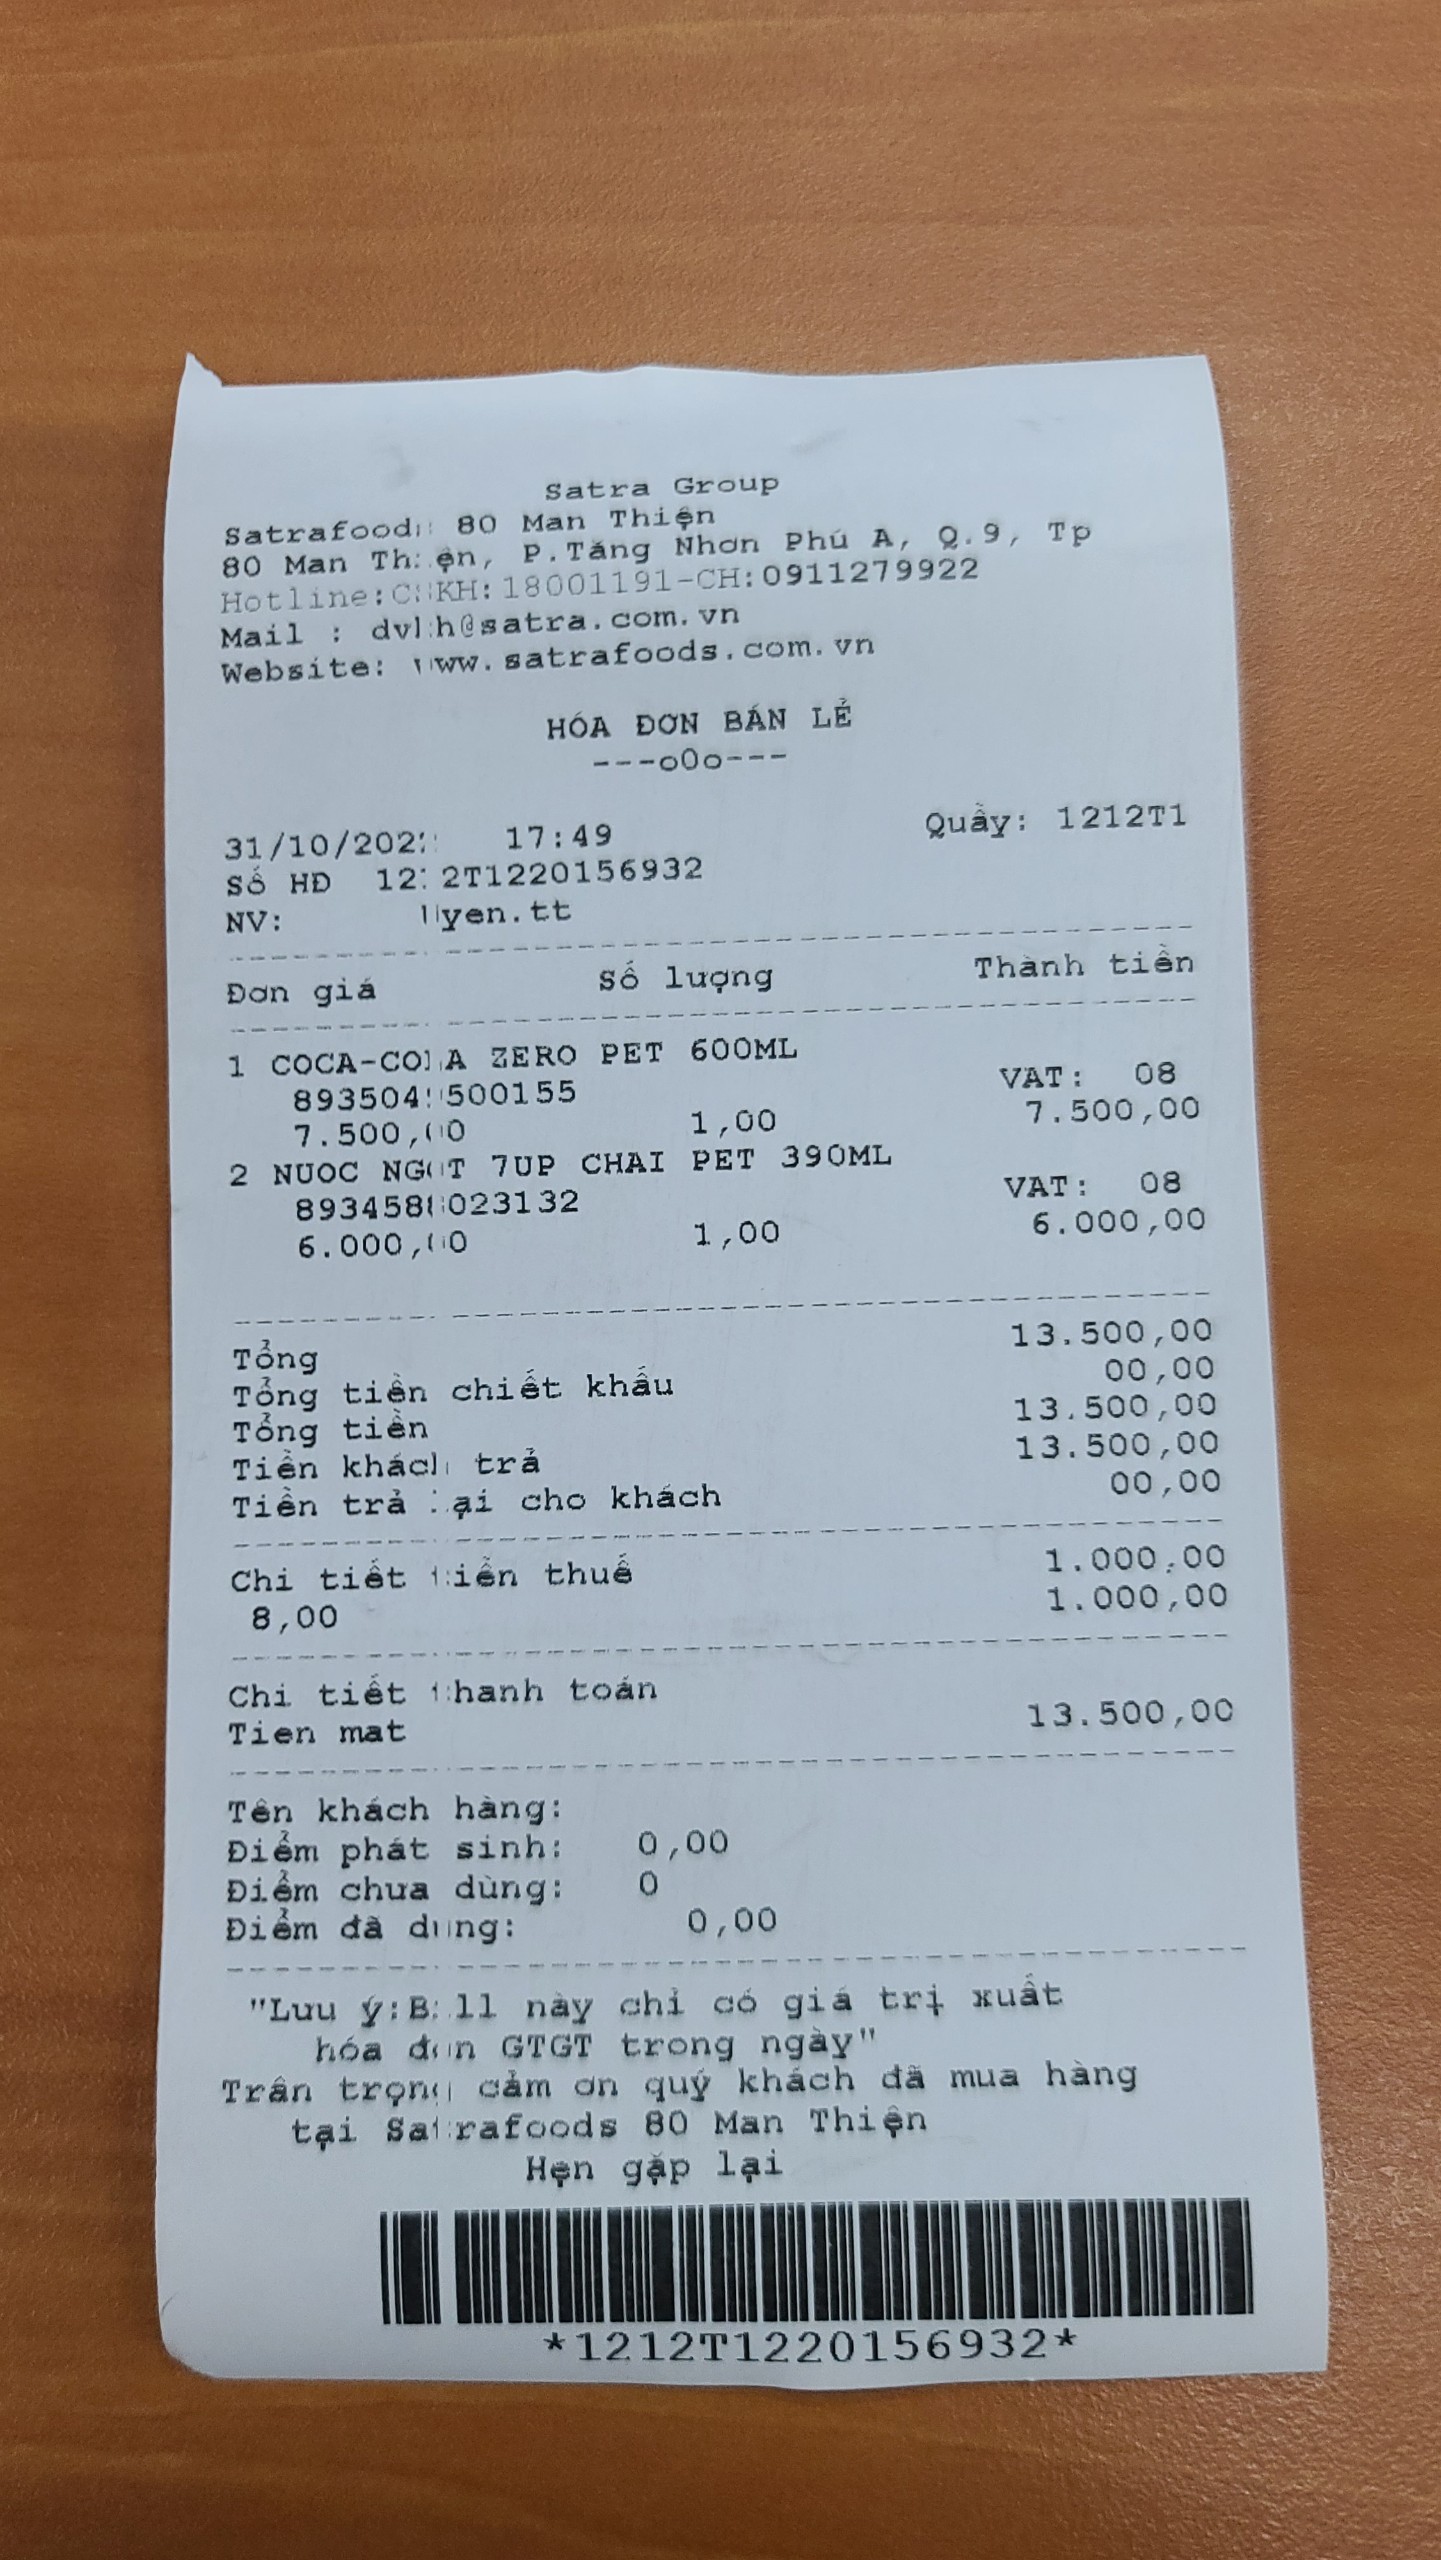 Satra Group
Satrafoods 80 Man Thiện
80 Man Thiện, P.Tăng Nhơn Phú A, Q.9, Tp
Hotline:CSKH:18001191-CH:0911279922
Mail : dvkh@satra.com.vn
Website: www.satrafoods.com.vn
HÓA ĐƠN BÁN LẺ
---o0o---
31/10/2022 17:49 Quầy: 1212T1
Số HĐ 1212T1220156932
NV: yen.tt
Đơn giá Số lượng Thành tiền
1 COCA-COLA ZERO PET 600ML
8935049500155 VAT: 08
7.500,00 1,00 7.500,00
2 NUOC NGOT 7UP CHAI PET 390ML
8934588023132 VAT: 08
6.000,00 1,00 6.000,00
Tổng 13.500,00
Tổng tiền chiết khấu 00,00
Tổng tiền 13.500,00
Tiền khách trả 13.500,00
Tiền trả lại cho khách 00,00
Chi tiết tiền thuế 1.000,00
8,00 1.000,00
Chi tiết thanh toán
Tien mat 13.500,00
Tên khách hàng:
Điểm phát sinh: 0,00
Điểm chưa dùng: 0
Điểm đã dùng: 0,00
"Lưu ý:Bill này chỉ có giá trị xuất
hóa đơn GTGT trong ngày"
Trân trọng cảm ơn quý khách đã mua hàng
tại Satrafoods 80 Man Thiện
Hẹn gặp lại
*1212T1220156932*